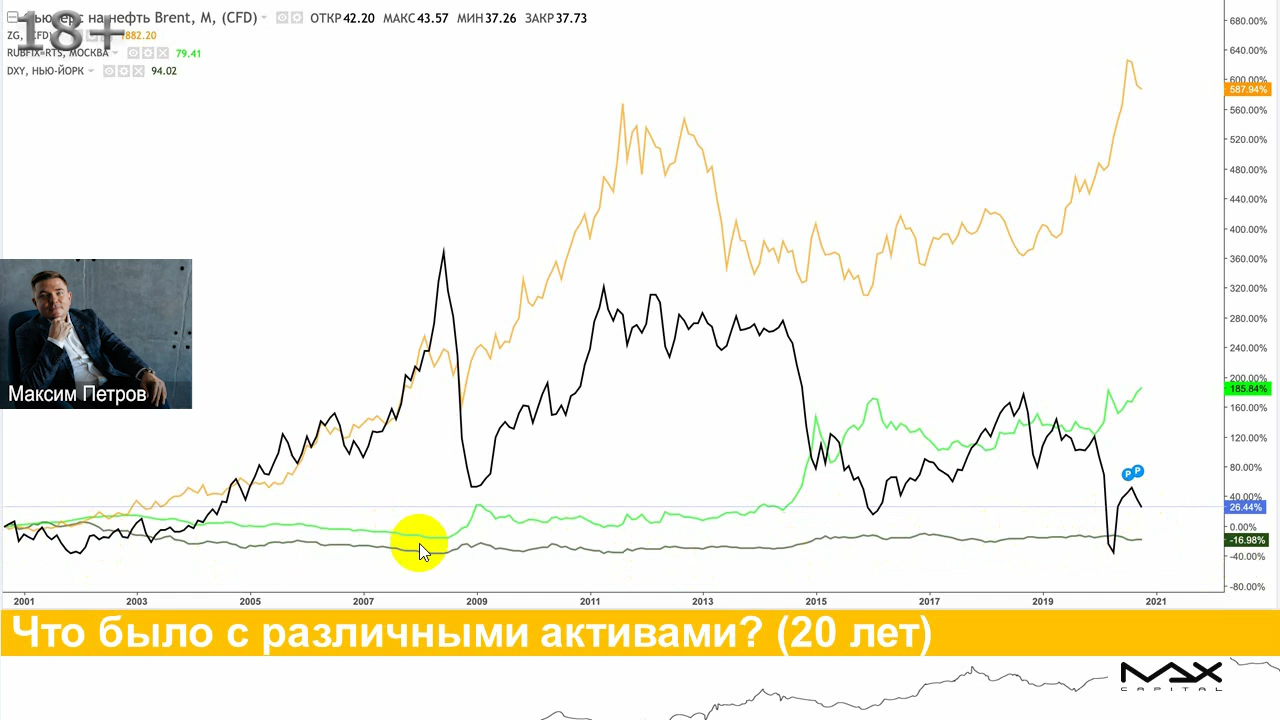 18+
на нефть Brent, M, (CFD) ОТКР 42.20 МАКС 43.57 МИН 37.26 ЗАКР 37.73
ZG, (CFD) 1882.20
RUBFIX-RTS, МОСКВА 79.41
DXY, НЬЮ-ЙОРК 94.02
680.00%
640.00%
600.00%
587.94%
560.00%
520.00%
480.00%
440.00%
400.00%
360.00%
320.00%
280.00%
240.00%
200.00%
185.84%
160.00%
120.00%
80.00%
40.00%
26.44%
0.00%
-16.98%
-40.00%
-80.00%
P P
Максим Петров
2001 2003 2005 2007 2009 2011 2013 2015 2017 2019 2021
Что было с различными активами? (20 лет)
MAX
CAPITAL